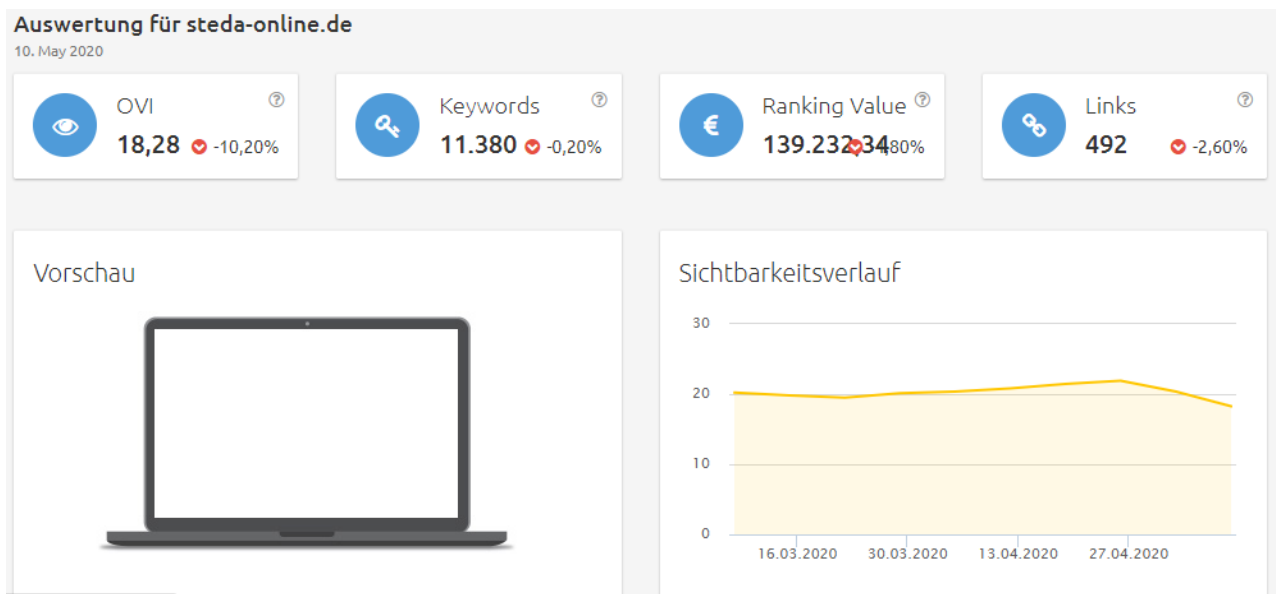 Auswertung für steda-online.de
10. May 2020
OVI
18,28 -10,20%
Keywords
11.380 -0,20%
Ranking Value
139.232,34 ,80%
Links
492 -2,60%
Vorschau
Sichtbarkeitsverlauf
30
20
10
0
16.03.2020 30.03.2020 13.04.2020 27.04.2020